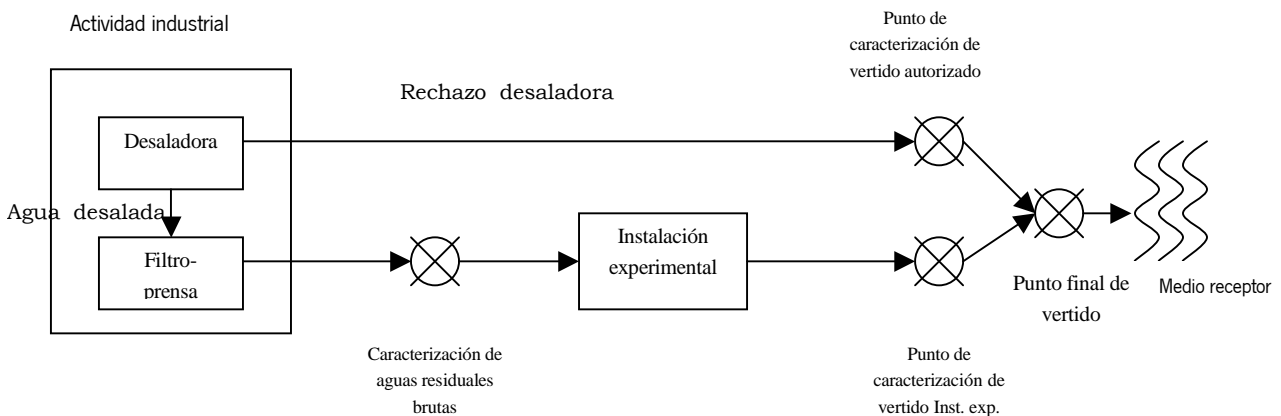 Actividad industrial
Punto de
caracterización de
vertido autorizado
Rechazo desaladora
Desaladora
Agua desalada
Filtro-
prensa
Instalación
experimental
Punto final de
vertido
Medio receptor
Caracterización de
aguas residuales
brutas
Punto de
caracterización de
vertido Inst. exp.